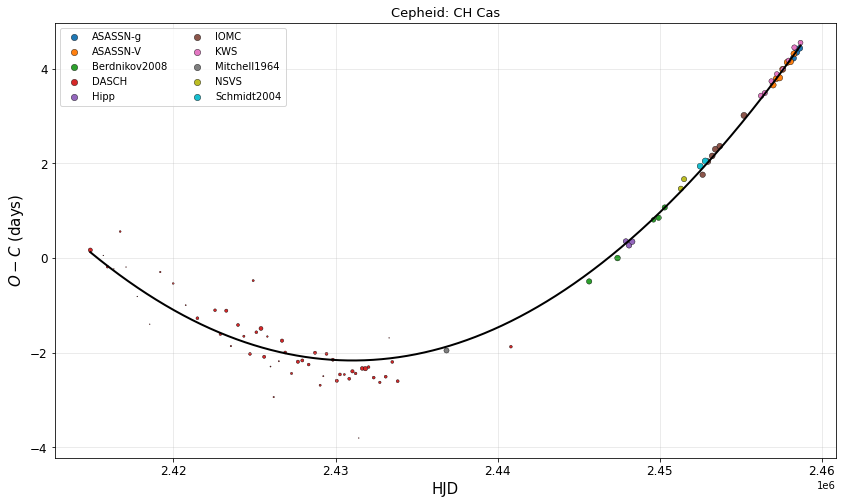 Cepheid: CH Cas
ASASSN-g
ASASSN-V
Berdnikov2008
DASCH
Hipp
IOMC
KWS
Mitchell1964
NSVS
Schmidt2004
4
2
0
−2
−4
O − C (days)
2.42 2.43 2.44 2.45 2.46
1e6
HJD